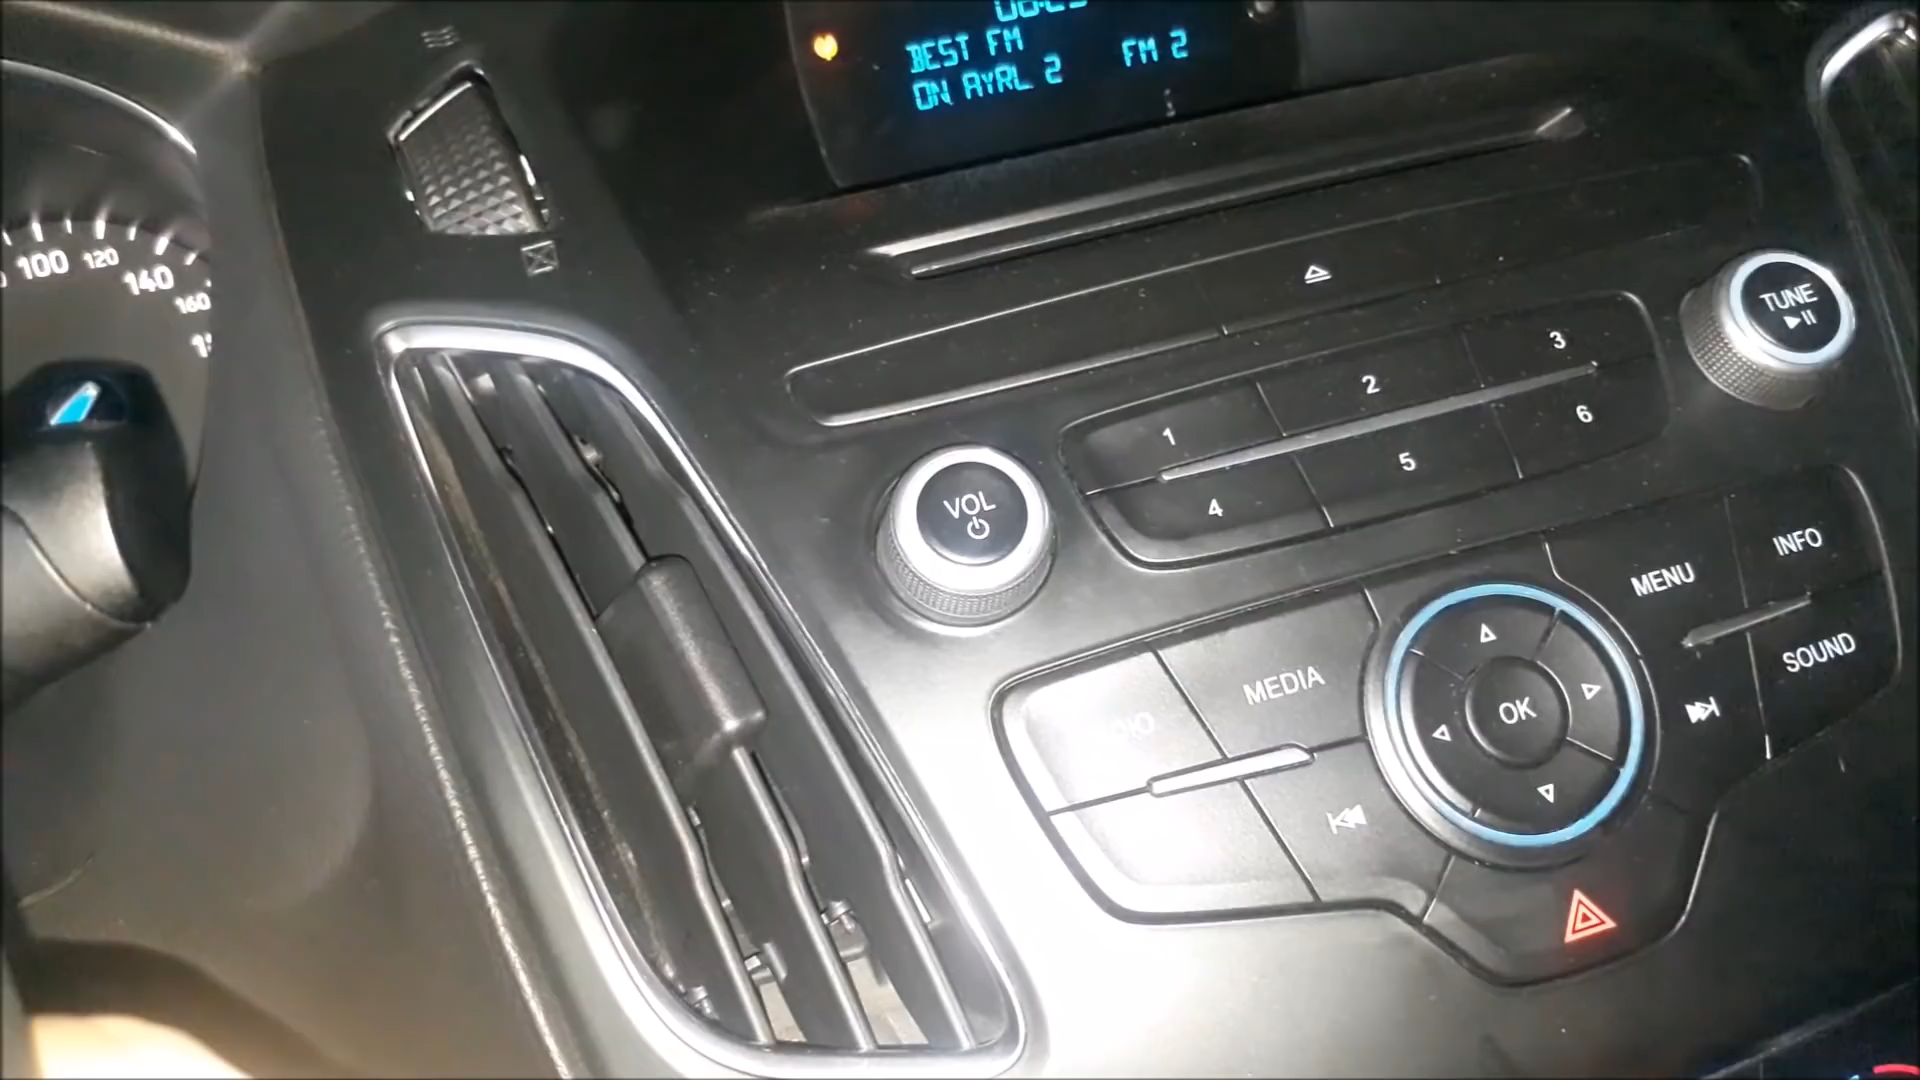 BEST FM
FM 2
ON AYRL 2
100
120
140
160
TUNE
1
2
3
4
5
6
VOL
MENU
INFO
MEDIA
OK
SOUND